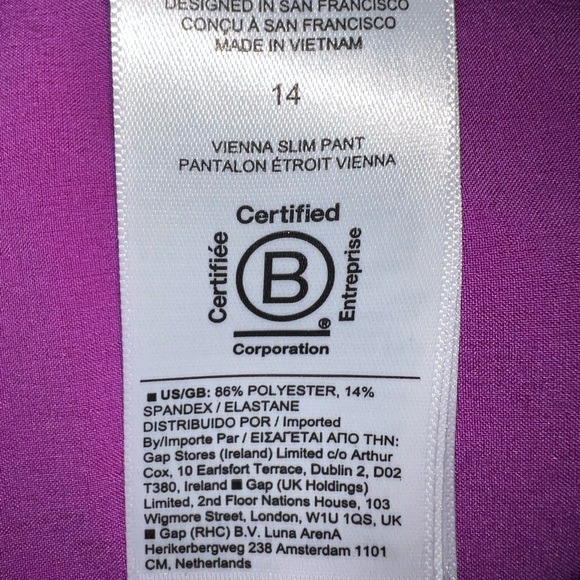 DESIGNED IN SAN FRANCISCO
CONÇU A SAN FRANCISCO
MADE IN VIETNAM
14
VIENNA SLIM PANT
PANTALON ÉTROIT VIENNA
Certified
Certifiée
B
Entreprise
®
Corporation
■ US/GB: 86% POLYESTER, 14%
SPANDEX / ELASTANE
DISTRIBUIDO POR / Imported
By/Importe Par / ΕΙΣΑΓΕΤΑΙ ΑΠΟ ΤΗΝ:
Gap Stores (Ireland) Limited c/o Arthur
Cox, 10 Earlsfort Terrace, Dublin 2, D02
T380, Ireland ■ Gap (UK Holdings)
Limited, 2nd Floor Nations House, 103
Wigmore Street, London, W1U 1QS, UK
■ Gap (RHC) B.V. Luna ArenA
Herikerbergweg 238 Amsterdam 1101
CM, Netherlands